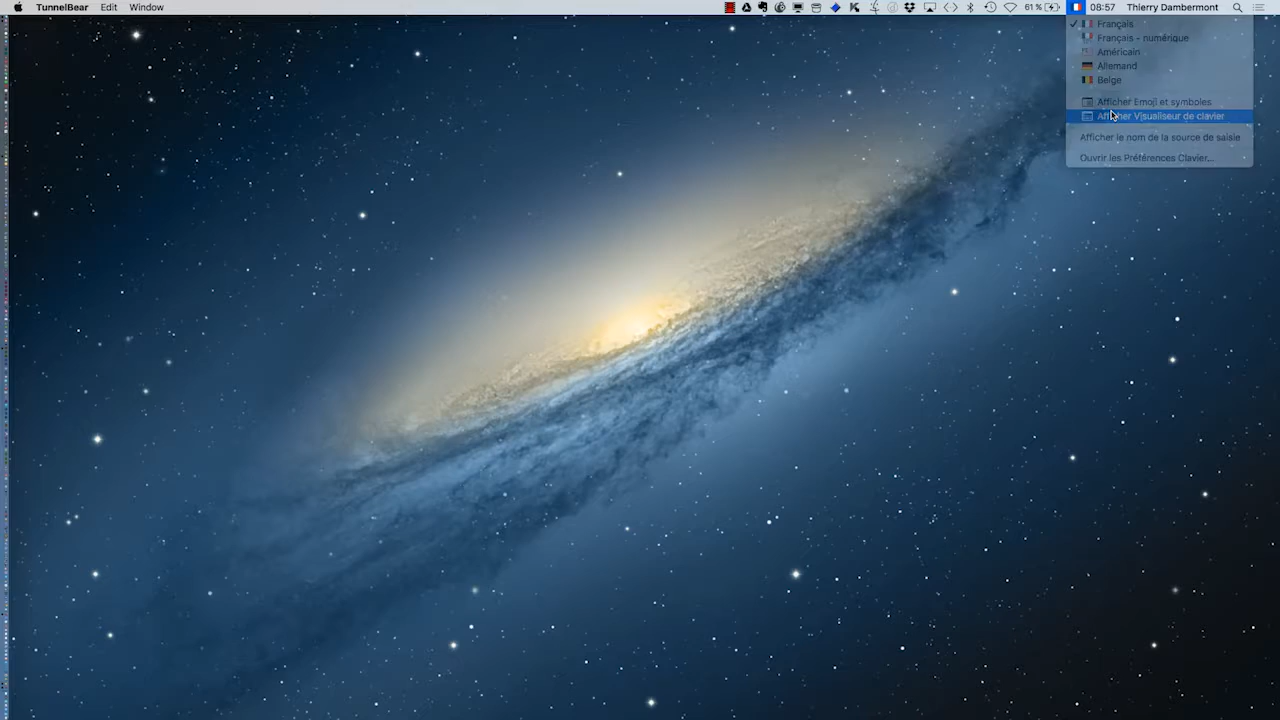 TunnelBear Edit Window 61 % 08:57 Thierry Dambermont
Français
Français - numérique
Américain
Allemand
Belge
Afficher Emoji et symboles
Afficher Visualiseur de clavier
Afficher le nom de la source de saisie
Ouvrir les Préférences Clavier...